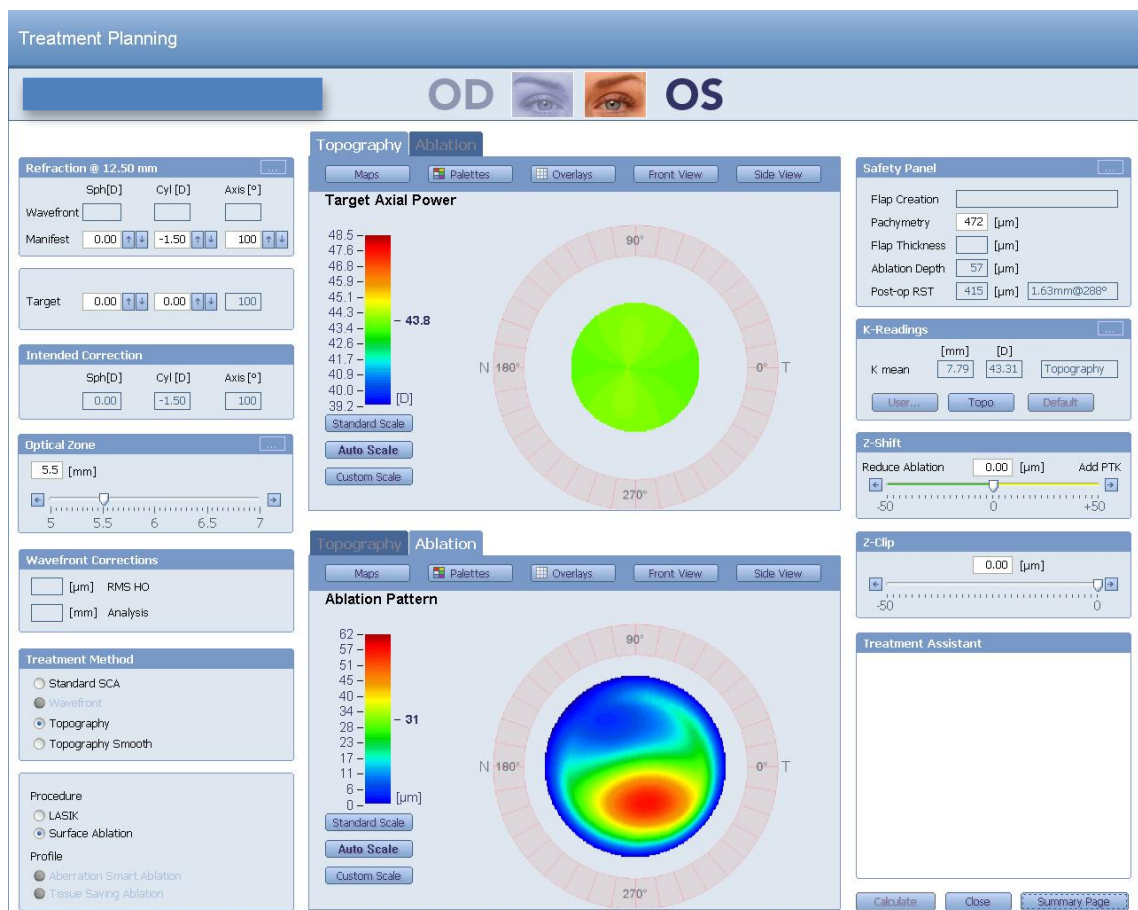 Treatment Planning
OD OS
Refraction @ 12.50 mm ...
Sph[D] Cyl [D] Axis [°]
Wavefront
Manifest 0.00 -1.50 100
Target 0.00 0.00 100
Intended Correction
Sph[D] Cyl [D] Axis [°]
0.00 -1.50 100
Optical Zone ...
5.5 [mm]
5 5.5 6 6.5 7
Wavefront Corrections
[µm] RMS HO
[mm] Analysis
Treatment Method
Standard SCA
Wavefront
Topography
Topography Smooth
Procedure
LASIK
Surface Ablation
Profile
Aberration Smart Ablation
Tissue Saving Ablation
Topography Ablation
Maps Palettes Overlays Front View Side View
Target Axial Power
48.5
47.6
46.8
45.9
45.1
44.3
43.4
42.6
41.7
40.9
40.0
39.2
43.8
[D]
90°
N 180°
0° T
270°
Standard Scale
Auto Scale
Custom Scale
Topography Ablation
Maps Palettes Overlays Front View Side View
Ablation Pattern
62
57
51
45
40
34
28
23
17
11
6
0
31
[µm]
90°
N 180°
0° T
270°
Standard Scale
Auto Scale
Custom Scale
Safety Panel ...
Flap Creation
Pachymetry 472 [µm]
Flap Thickness [µm]
Ablation Depth 57 [µm]
Post-op RST 415 [µm] 1.63mm@288°
K-Readings ...
[mm] [D]
K mean 7.79 43.31 Topography
User... Topo Default
Z-Shift
Reduce Ablation 0.00 [µm] Add PTK
-50 0 +50
Z-Clip
0.00 [µm]
-50 0
Treatment Assistant
Calculate Close Summary Page